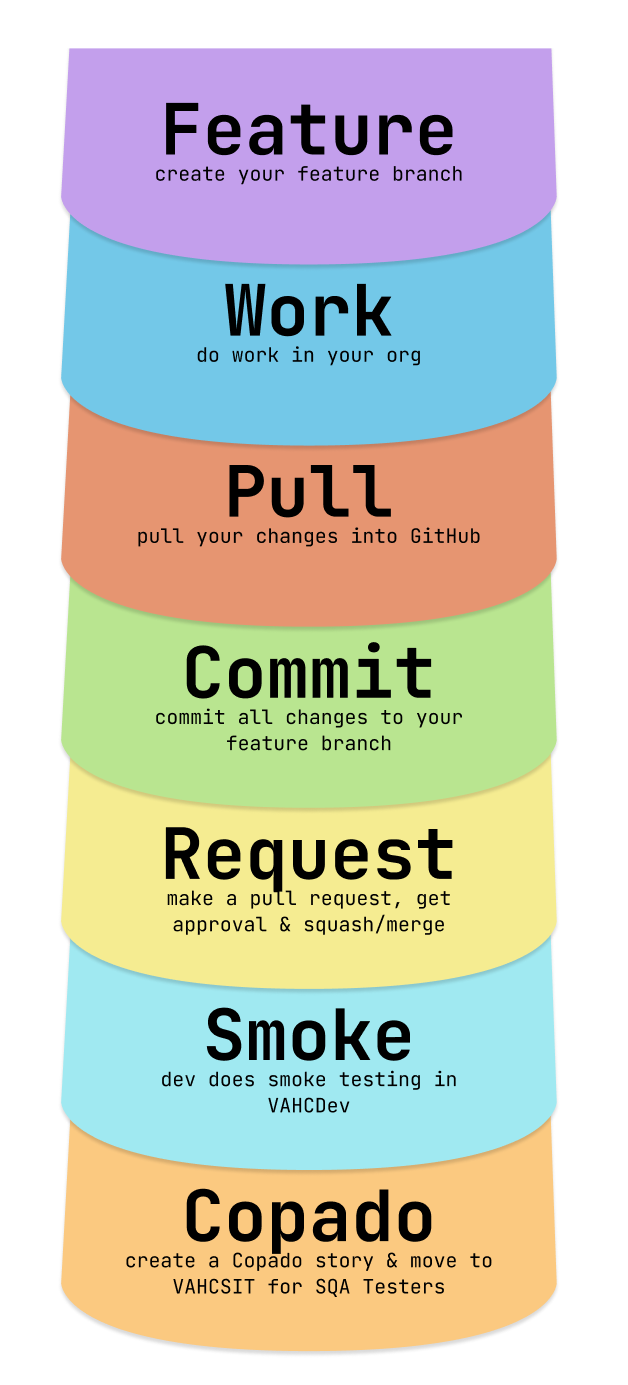 Feature
create your feature branch
Work
do work in your org
Pull
pull your changes into GitHub
Commit
commit all changes to your
feature branch
Request
make a pull request, get
approval & squash/merge
Smoke
dev does smoke testing in
VAHCDev
Copado
create a Copado story & move to
VAHCSIT for SQA Testers